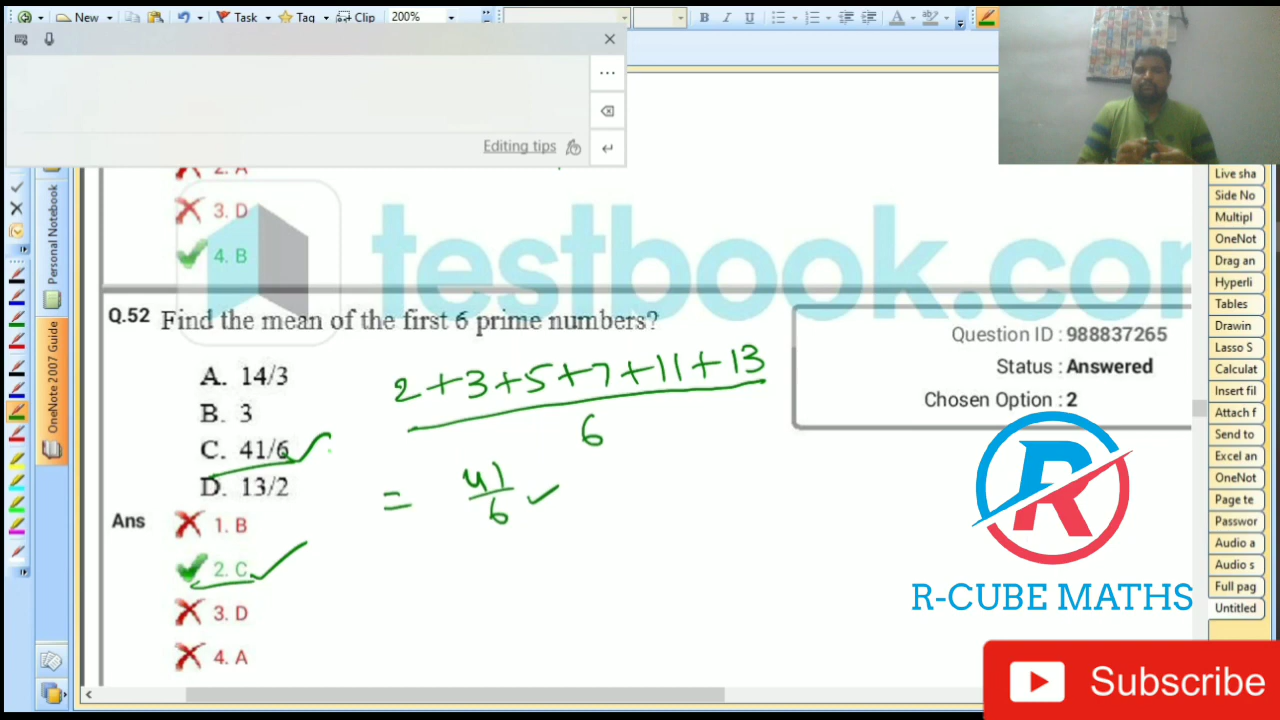 New Task Tag Clip 200% B I U A ab
Editing tips
2. A
3. D
4. B
testbook.com
Personal Notebook
OneNote 2007 Guide
Live sha
Side No
Multipl
OneNot
Drag an
Hyperli
Tables
Drawin
Lasso S
Calculat
Insert fil
Attach f
Send to
Excel an
OneNot
Page te
Passwor
Audio a
Audio s
Full pag
Untitled
Q.52 Find the mean of the first 6 prime numbers?
A. 14/3
B. 3
C. 41/6
D. 13/2
2+3+5+7+11+13
6
= 41
6
Question ID : 988837265
Status : Answered
Chosen Option : 2
Ans 1. B
2. C
3. D
4. A
R
R-CUBE MATHS
Subscribe